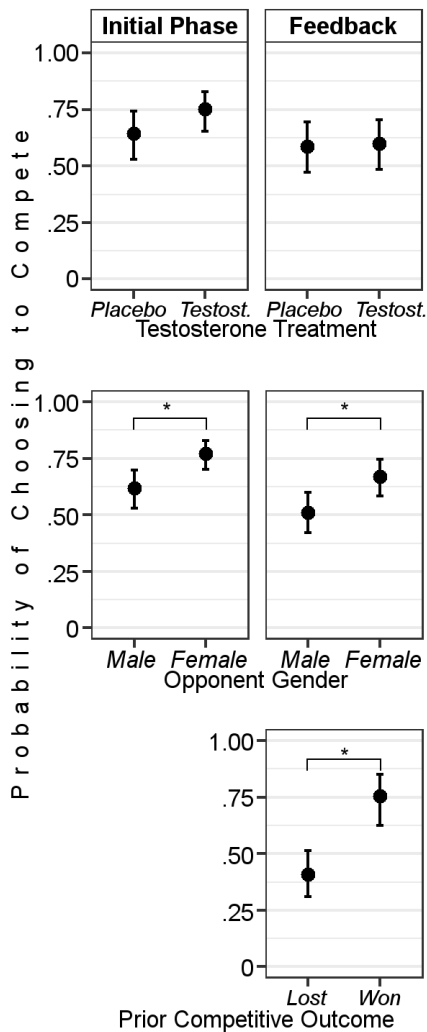 Initial Phase Feedback
1.00
.75
.50
.25
0
Placebo Testost. Placebo Testost.
Testosterone Treatment
Probability of Choosing to Compete
* *
1.00
.75
.50
.25
0
Male Female Male Female
Opponent Gender
*
1.00
.75
.50
.25
0
Lost Won
Prior Competitive Outcome